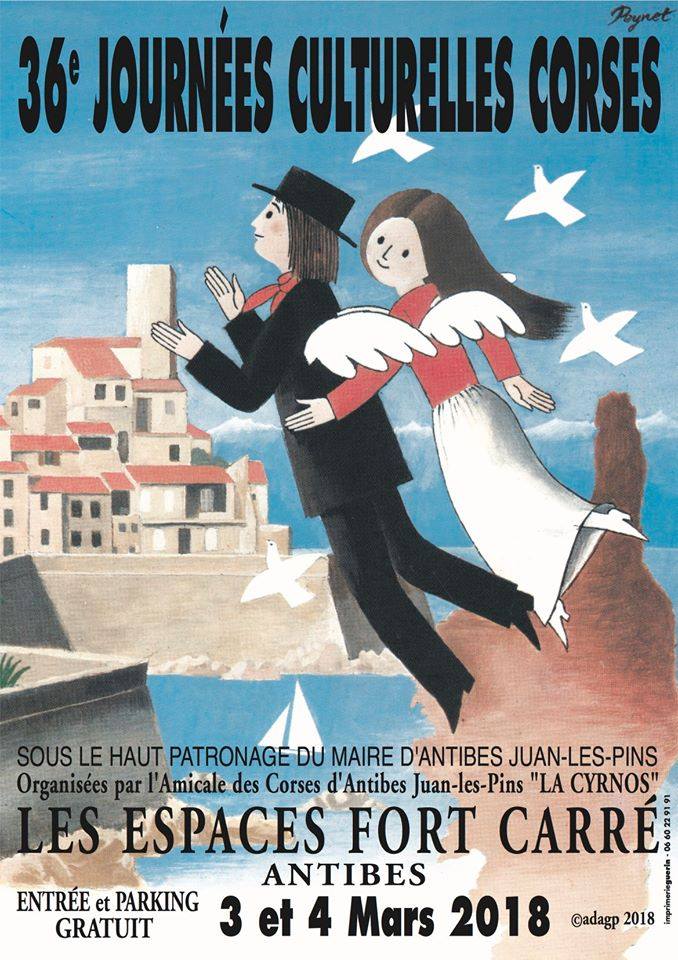 Peynet
36e JOURNÉES CULTURELLES CORSES
SOUS LE HAUT PATRONAGE DU MAIRE D'ANTIBES JUAN-LES-PINS
Organisées par l'Amicale des Corses d'Antibes Juan-les-Pins "LA CYRNOS"
LES ESPACES FORT CARRÉ
ANTIBES
ENTRÉE et PARKING
GRATUIT
3 et 4 Mars 2018
©adagp 2018
imprimerieguerin - 06 60 22 91 91